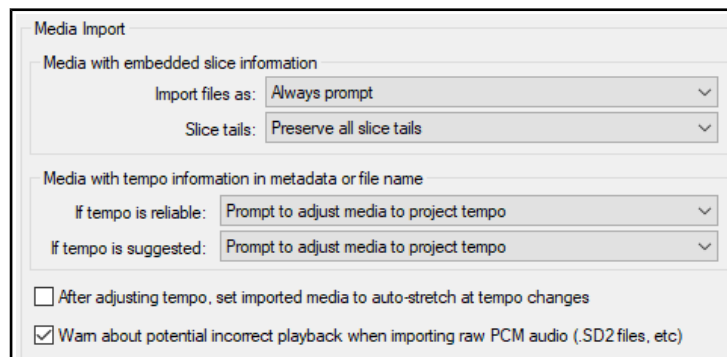 Media Import
Media with embedded slice information
Import files as: Always prompt
Slice tails: Preserve all slice tails
Media with tempo information in metadata or file name
If tempo is reliable: Prompt to adjust media to project tempo
If tempo is suggested: Prompt to adjust media to project tempo
After adjusting tempo, set imported media to auto-stretch at tempo changes
Warn about potential incorrect playback when importing raw PCM audio (.SD2 files, etc)